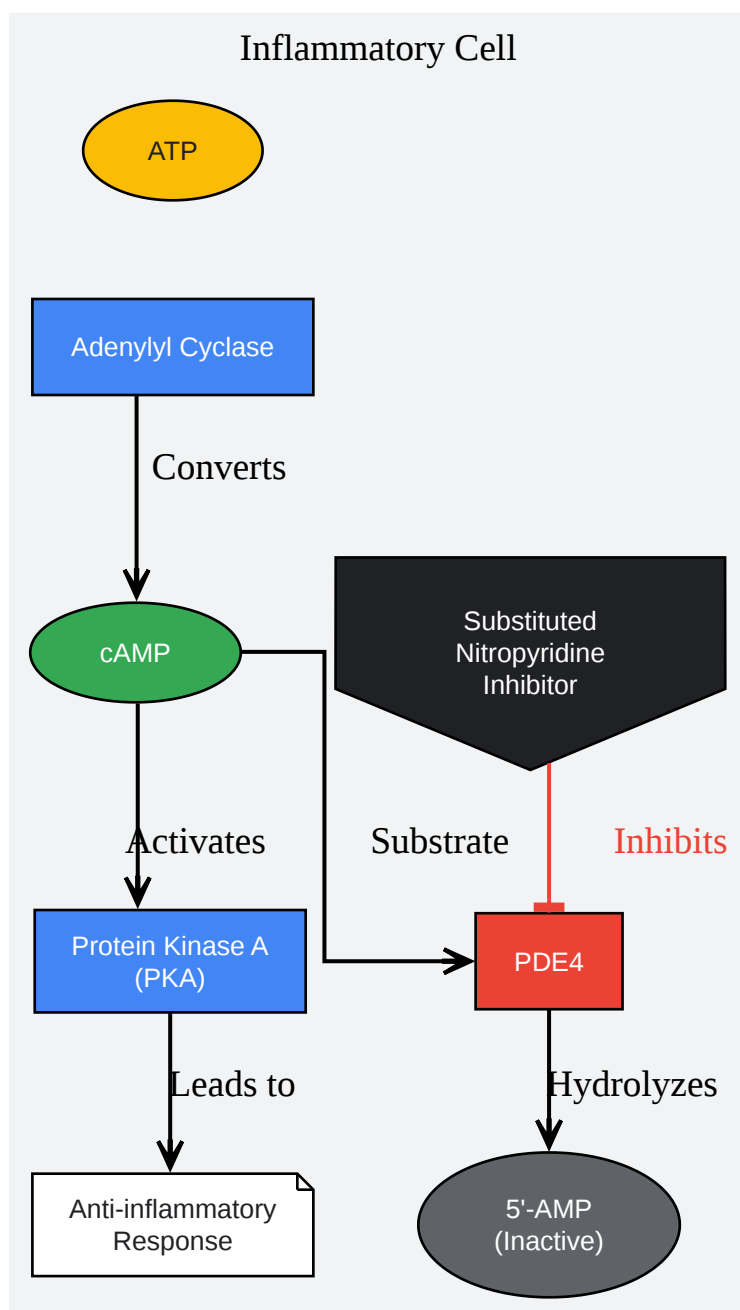 Inflammatory Cell
ATP
Adenylyl Cyclase
Converts
cAMP
Substituted
Nitropyridine
Inhibitor
Activates
Substrate
Inhibits
Protein Kinase A
(PKA)
PDE4
Leads to
Hydrolyzes
Anti-inflammatory
Response
5'-AMP
(Inactive)